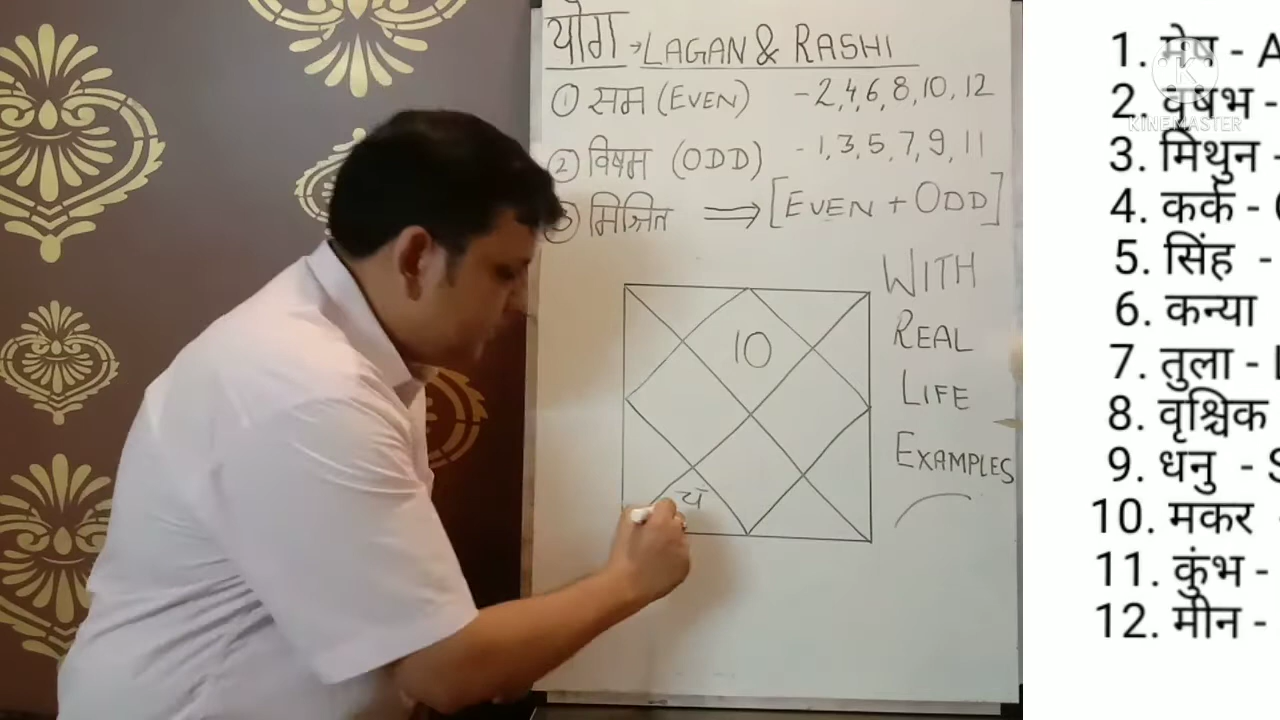 योग → LAGAN & RASHI
① सम (EVEN) - 2, 4, 6, 8, 10, 12
② विषम (ODD) - 1, 3, 5, 7, 9, 11
③ मिश्रित ⟹ [EVEN + ODD]
WITH
REAL
LIFE
EXAMPLES
10
चं
1. मेष - A
2. वृषभ -
3. मिथुन -
4. कर्क - C
5. सिंह -
6. कन्या
7. तुला - L
8. वृश्चिक
9. धनु - S
10. मकर -
11. कुंभ -
12. मीन -
K
KINEMASTER